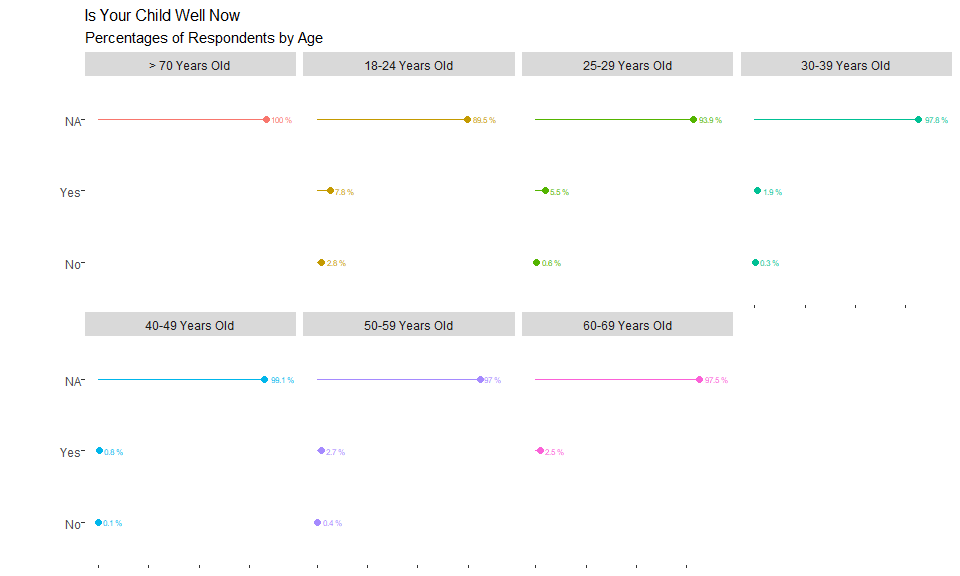 Is Your Child Well Now
Percentages of Respondents by Age
> 70 Years Old 18-24 Years Old 25-29 Years Old 30-39 Years Old
NA 100 % 89.5 % 93.9 % 97.8 %
Yes 7.8 % 5.5 % 1.9 %
No 2.8 % 0.6 % 0.3 %
40-49 Years Old 50-59 Years Old 60-69 Years Old
NA 99.1 % 97 % 97.5 %
Yes 0.8 % 2.7 % 2.5 %
No 0.1 % 0.4 %